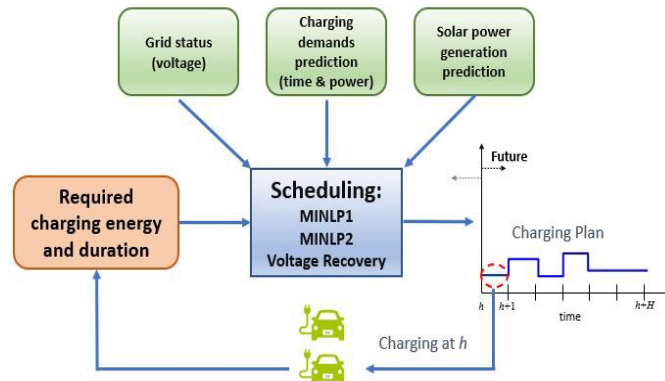 Grid status
(voltage)
Charging
demands
prediction
(time & power)
Solar power
generation
prediction
Required
charging energy
and duration
Scheduling:
MINLP1
MINLP2
Voltage Recovery
Future
Charging Plan
h
h+1
h+H
time
Charging at h